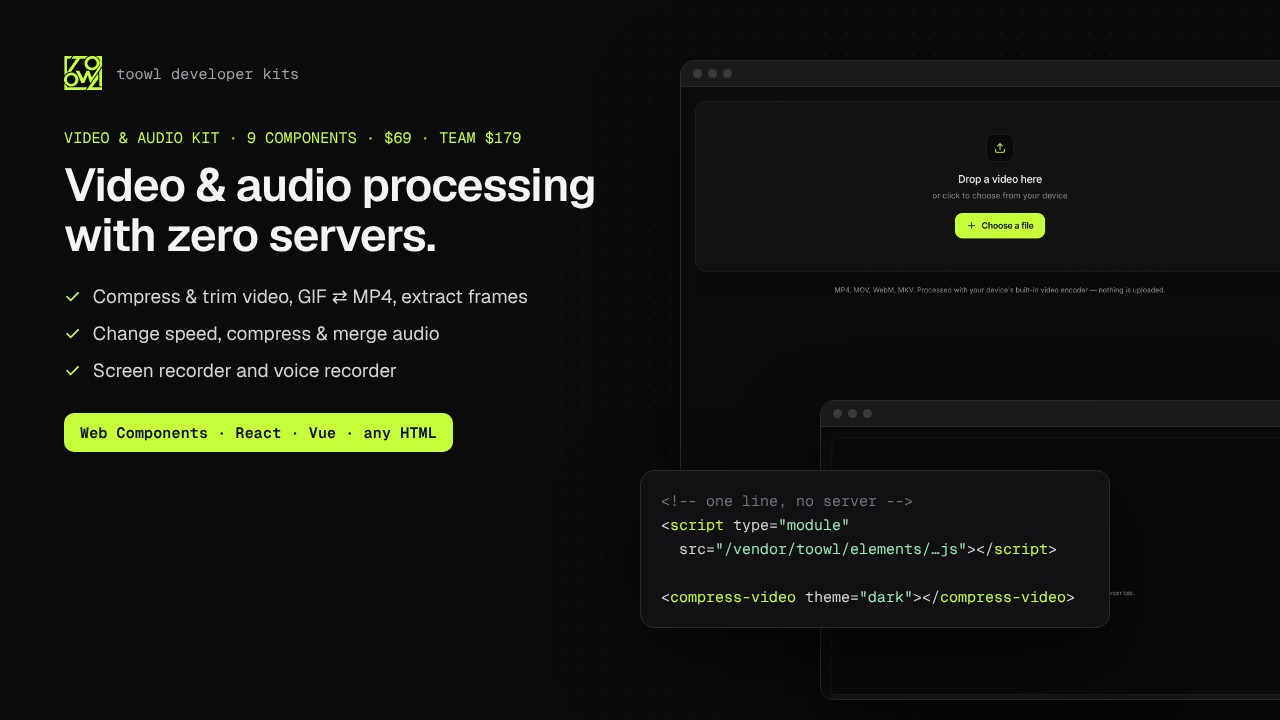 toowl developer kits
VIDEO & AUDIO KIT · 9 COMPONENTS · $69 · TEAM $179
Video & audio processing
with zero servers.
Compress & trim video, GIF ⇄ MP4, extract frames
Change speed, compress & merge audio
Screen recorder and voice recorder
Web Components · React · Vue · any HTML
Drop a video here
or click to choose from your device
+ Choose a file
MP4, MOV, WebM, MKV. Processed with your device's built-in video encoder — nothing is uploaded.
<!-- one line, no server -->
<script type="module"
src="/vendor/toowl/elements/…js"></script>
<compress-video theme="dark"></compress-video>
tab.